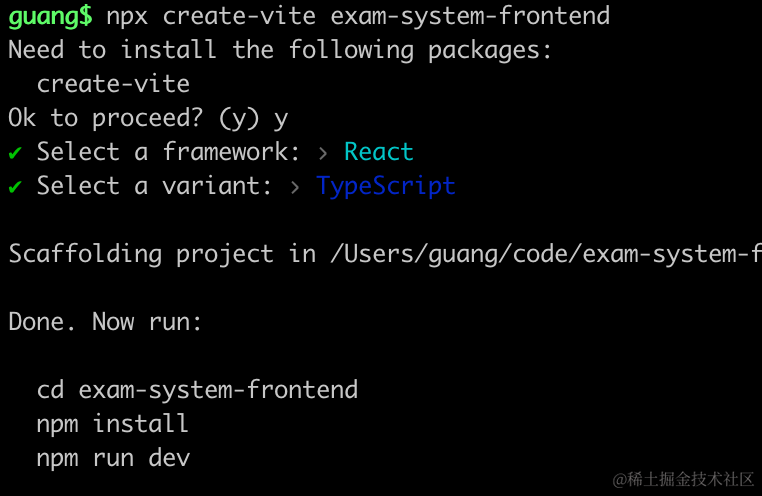 guang$ npx create-vite exam-system-frontend
Need to install the following packages:
  create-vite
Ok to proceed? (y) y
✔ Select a framework: › React
✔ Select a variant: › TypeScript
Scaffolding project in /Users/guang/code/exam-system-f
Done. Now run:
  cd exam-system-frontend
  npm install
  npm run dev
@稀土掘金技术社区